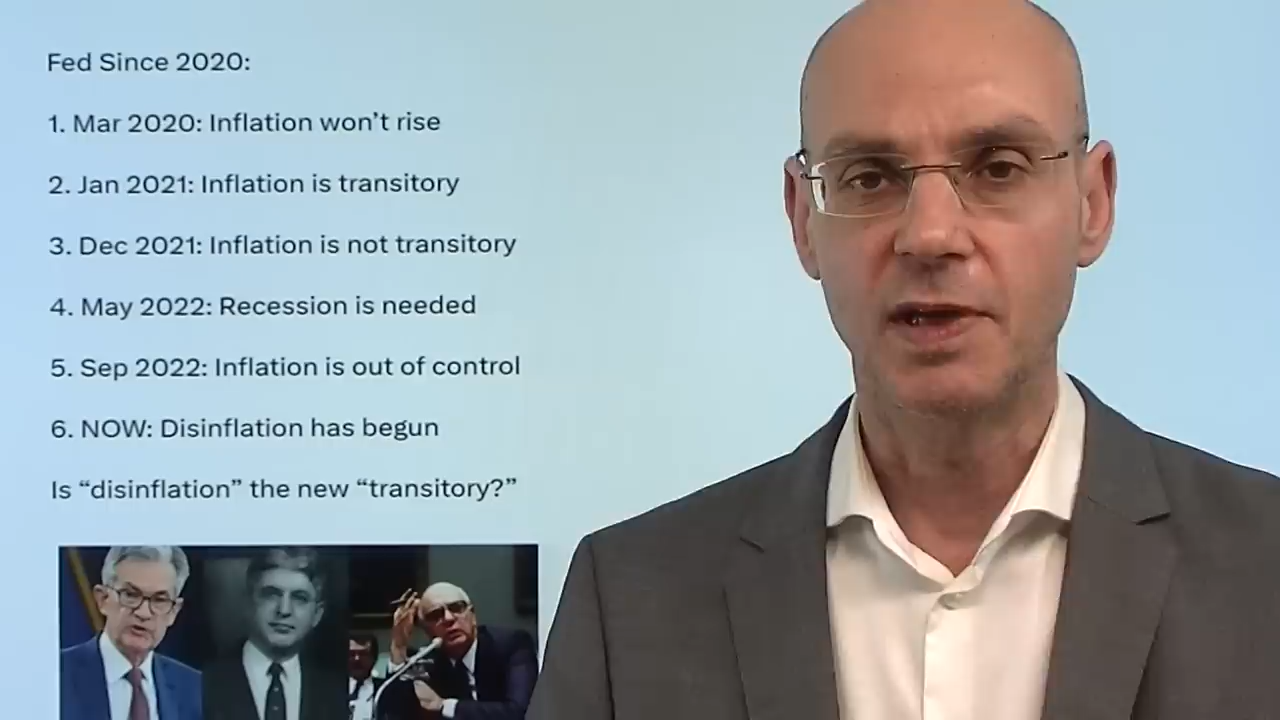 Fed Since 2020:
1. Mar 2020: Inflation won’t rise
2. Jan 2021: Inflation is transitory
3. Dec 2021: Inflation is not transitory
4. May 2022: Recession is needed
5. Sep 2022: Inflation is out of control
6. NOW: Disinflation has begun
Is “disinflation” the new “transitory?”